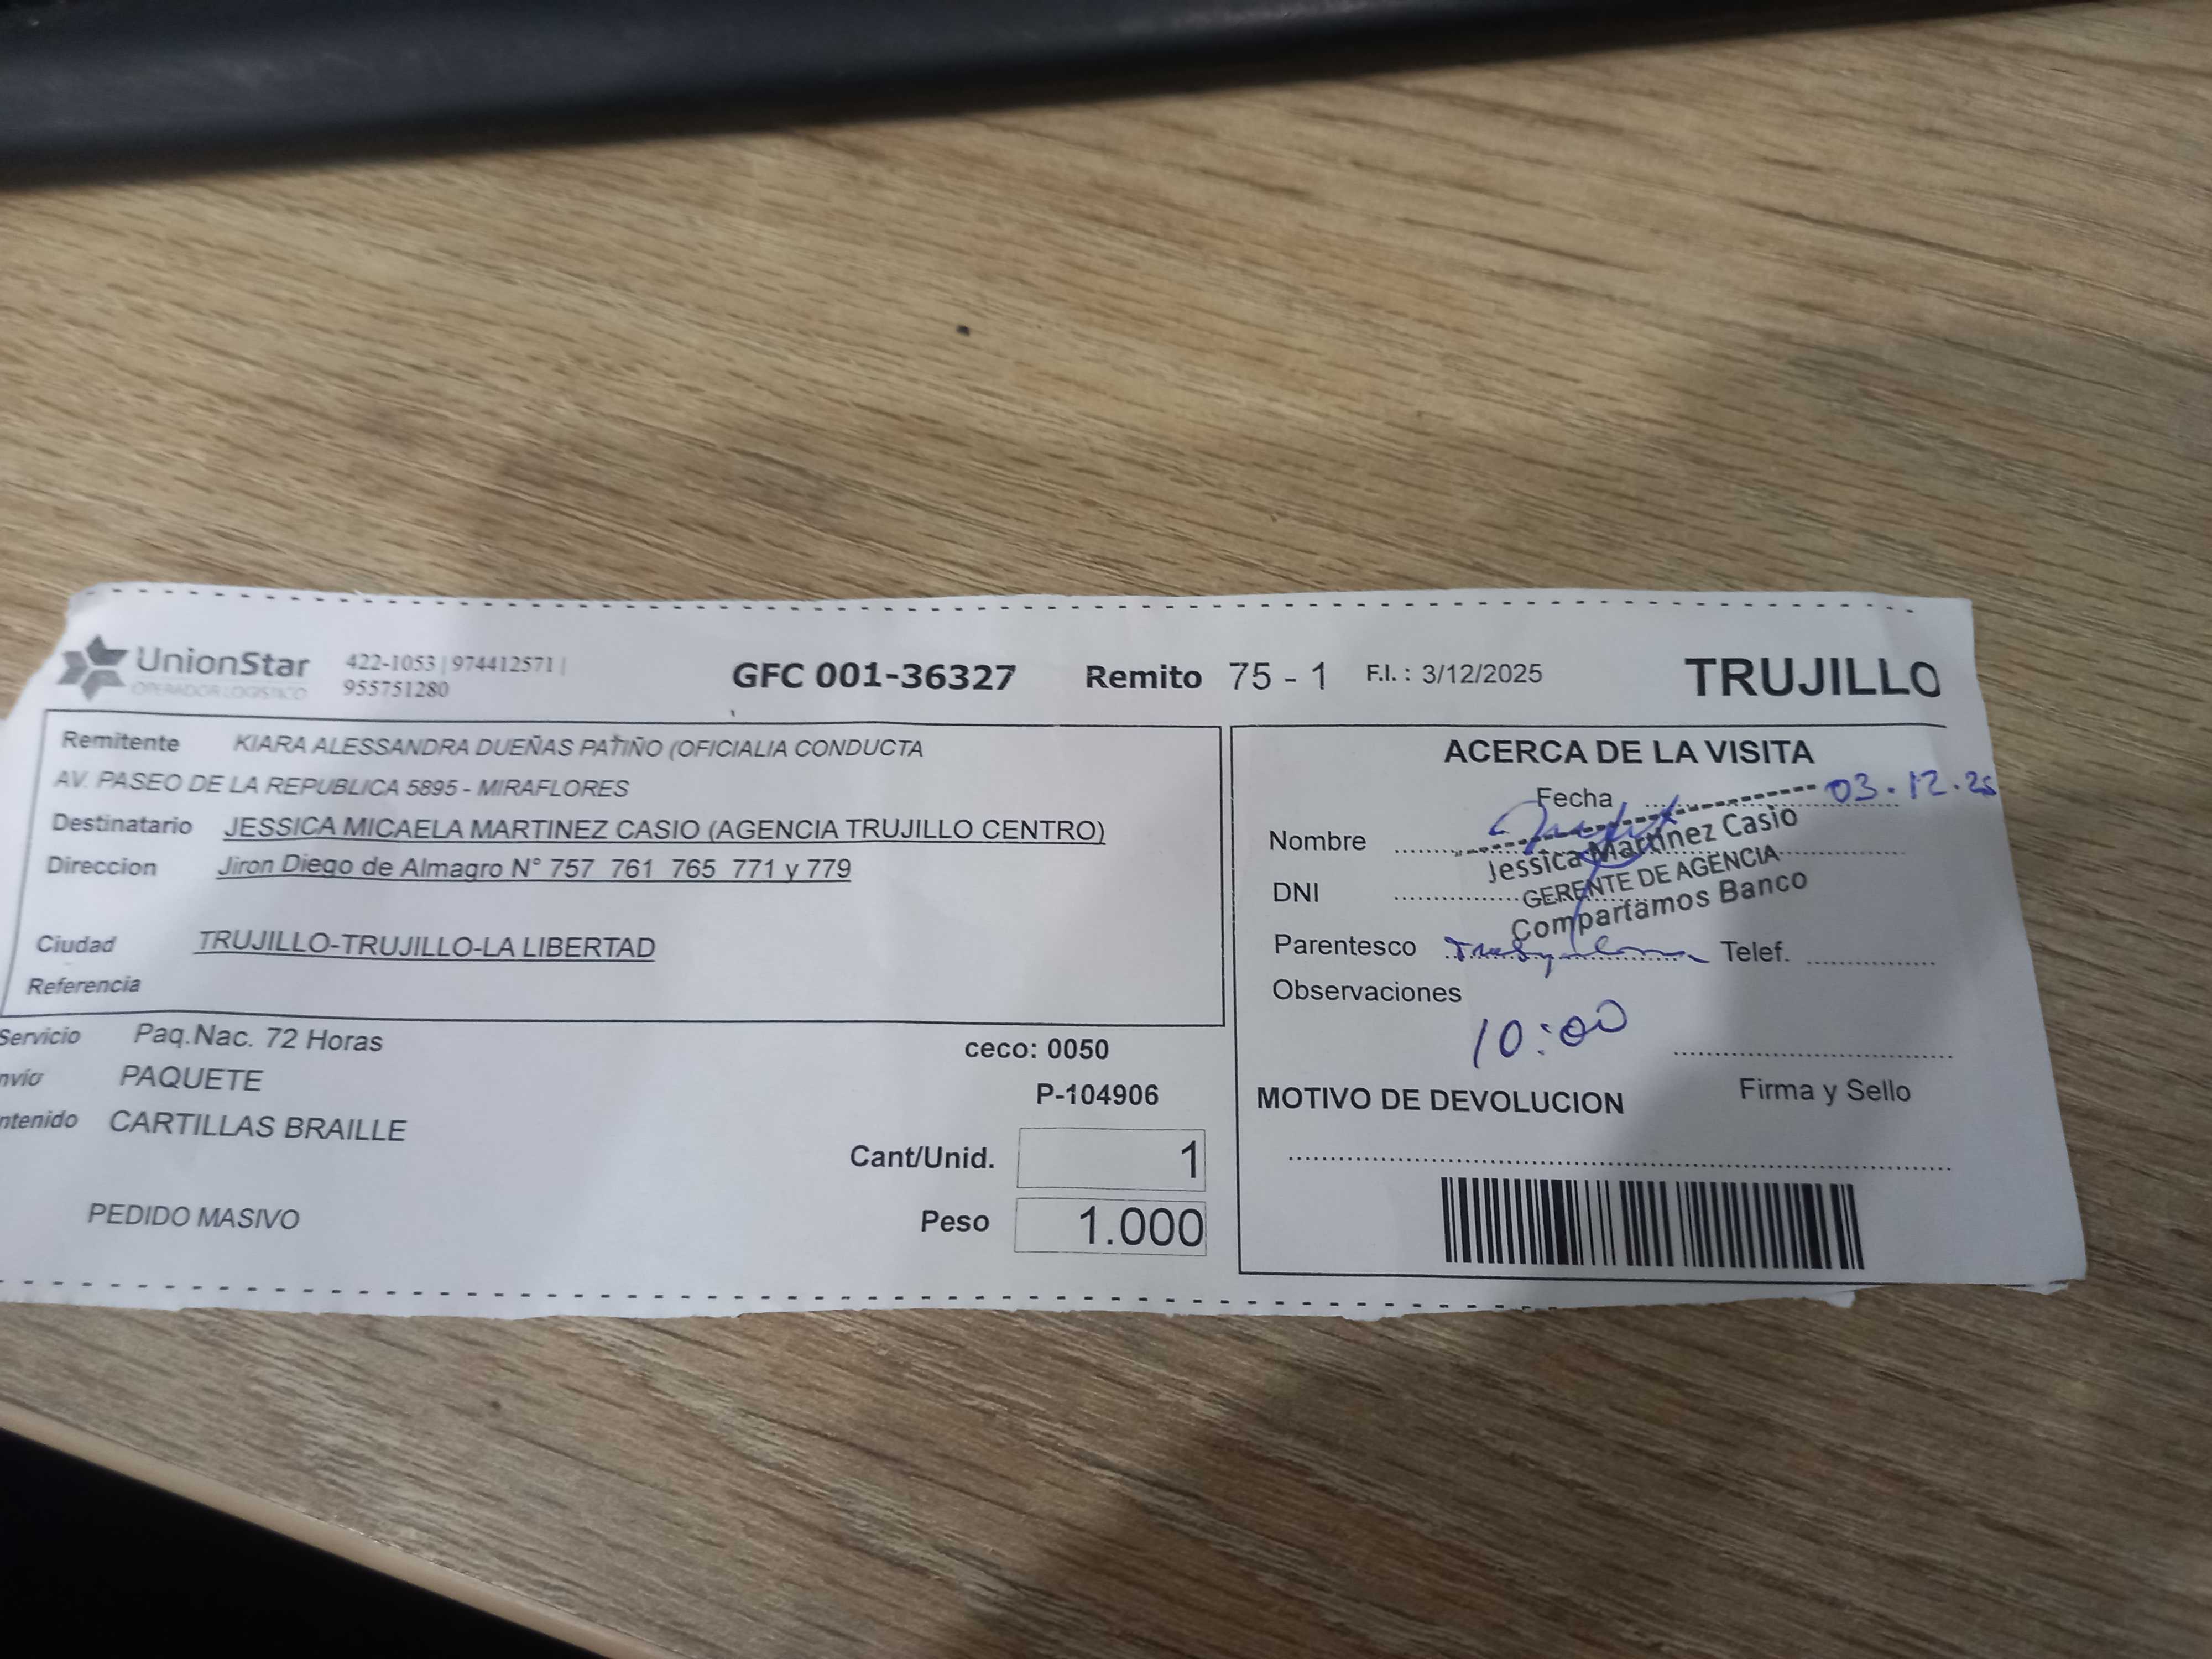 UnionStar
OPERADOR LOGISTICO
422-1053 | 974412571 |
955751280
GFC 001-36327 Remito 75 - 1 F.I. : 3/12/2025 TRUJILLO
Remitente KIARA ALESSANDRA DUEÑAS PATIÑO (OFICIALIA CONDUCTA
AV. PASEO DE LA REPUBLICA 5895 - MIRAFLORES
Destinatario JESSICA MICAELA MARTINEZ CASIO (AGENCIA TRUJILLO CENTRO)
Direccion Jiron Diego de Almagro N° 757 761 765 771 y 779
Ciudad TRUJILLO-TRUJILLO-LA LIBERTAD
Referencia
Servicio Paq.Nac. 72 Horas
nvio PAQUETE
ntenido CARTILLAS BRAILLE
PEDIDO MASIVO
ceco: 0050
P-104906
Cant/Unid. 1
Peso 1.000
ACERCA DE LA VISITA
Fecha 03.12.25
Nombre
Jessica Martinez Casio
DNI
GERENTE DE AGENCIA
Compartamos Banco
Parentesco Telef.
Observaciones
10:00
Firma y Sello
MOTIVO DE DEVOLUCION